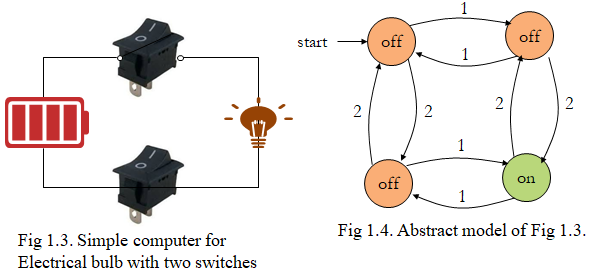 Fig 1.3. Simple computer for
Electrical bulb with two switches
start
off
1
off
1
2
2
2
2
off
1
on
1
Fig 1.4. Abstract model of Fig 1.3.